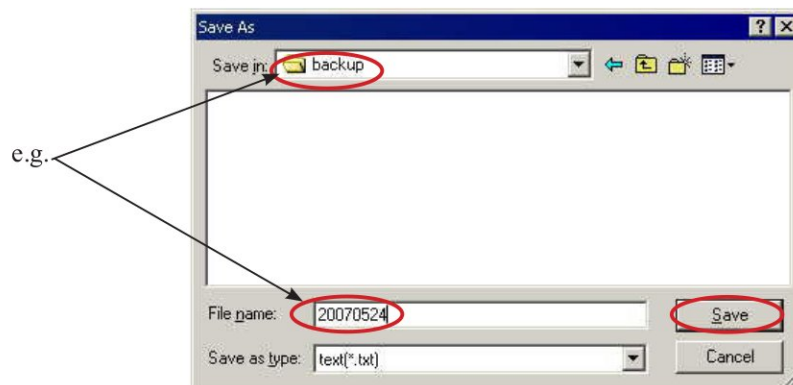 Save As
Save in: backup
e.g.
File name: 20070524
Save
Save as type: text(*.txt)
Cancel